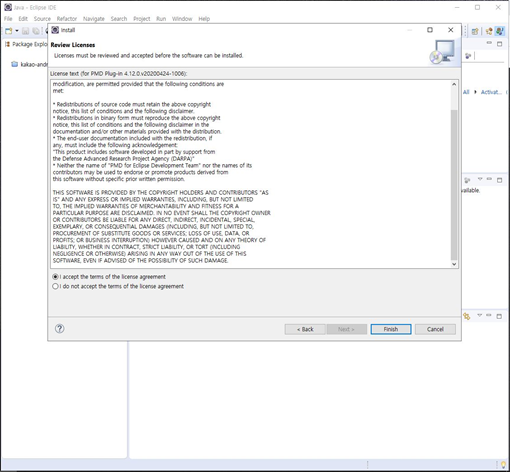 Java - Eclipse IDE
File Edit Source Refactor Navigate Search Project Run Window Help
Package Explo
kakao-andr
Install
Review Licenses
Licenses must be reviewed and accepted before the software can be installed.
License text (for PMD Plug-in 4.12.0.v20200424-1006):
modification, are permitted provided that the following conditions are
met:
* Redistributions of source code must retain the above copyright
notice, this list of conditions and the following disclaimer.
* Redistributions in binary form must reproduce the above copyright
notice, this list of conditions and the following disclaimer in the
documentation and/or other materials provided with the distribution.
* The end-user documentation included with the redistribution, if
any, must include the following acknowledgement:
"This product includes software developed in part by support from
the Defense Advanced Research Project Agency (DARPA)"
* Neither the name of "PMD for Eclipse Development Team" nor the names of its
contributors may be used to endorse or promote products derived from
this software without specific prior written permission.
THIS SOFTWARE IS PROVIDED BY THE COPYRIGHT HOLDERS AND CONTRIBUTORS "AS
IS" AND ANY EXPRESS OR IMPLIED WARRANTIES, INCLUDING, BUT NOT LIMITED
TO, THE IMPLIED WARRANTIES OF MERCHANTABILITY AND FITNESS FOR A
PARTICULAR PURPOSE ARE DISCLAIMED. IN NO EVENT SHALL THE COPYRIGHT OWNER
OR CONTRIBUTORS BE LIABLE FOR ANY DIRECT, INDIRECT, INCIDENTAL, SPECIAL,
EXEMPLARY, OR CONSEQUENTIAL DAMAGES (INCLUDING, BUT NOT LIMITED TO,
PROCUREMENT OF SUBSTITUTE GOODS OR SERVICES; LOSS OF USE, DATA, OR
PROFITS; OR BUSINESS INTERRUPTION) HOWEVER CAUSED AND ON ANY THEORY OF
LIABILITY, WHETHER IN CONTRACT, STRICT LIABILITY, OR TORT (INCLUDING
NEGLIGENCE OR OTHERWISE) ARISING IN ANY WAY OUT OF THE USE OF THIS
SOFTWARE, EVEN IF ADVISED OF THE POSSIBILITY OF SUCH DAMAGE.
I accept the terms of the license agreement
I do not accept the terms of the license agreement
< Back Next > Finish Cancel
All Activat...
vailable.